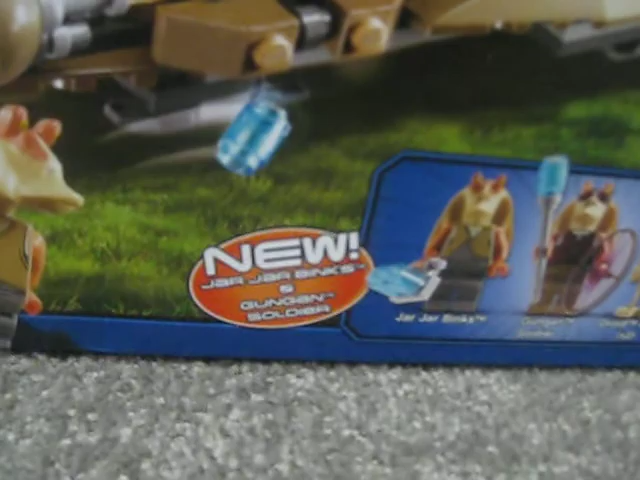 NEW!
JAR JAR BINKS™
&
GUNGAN™
SOLDIER
Jar Jar Binks™